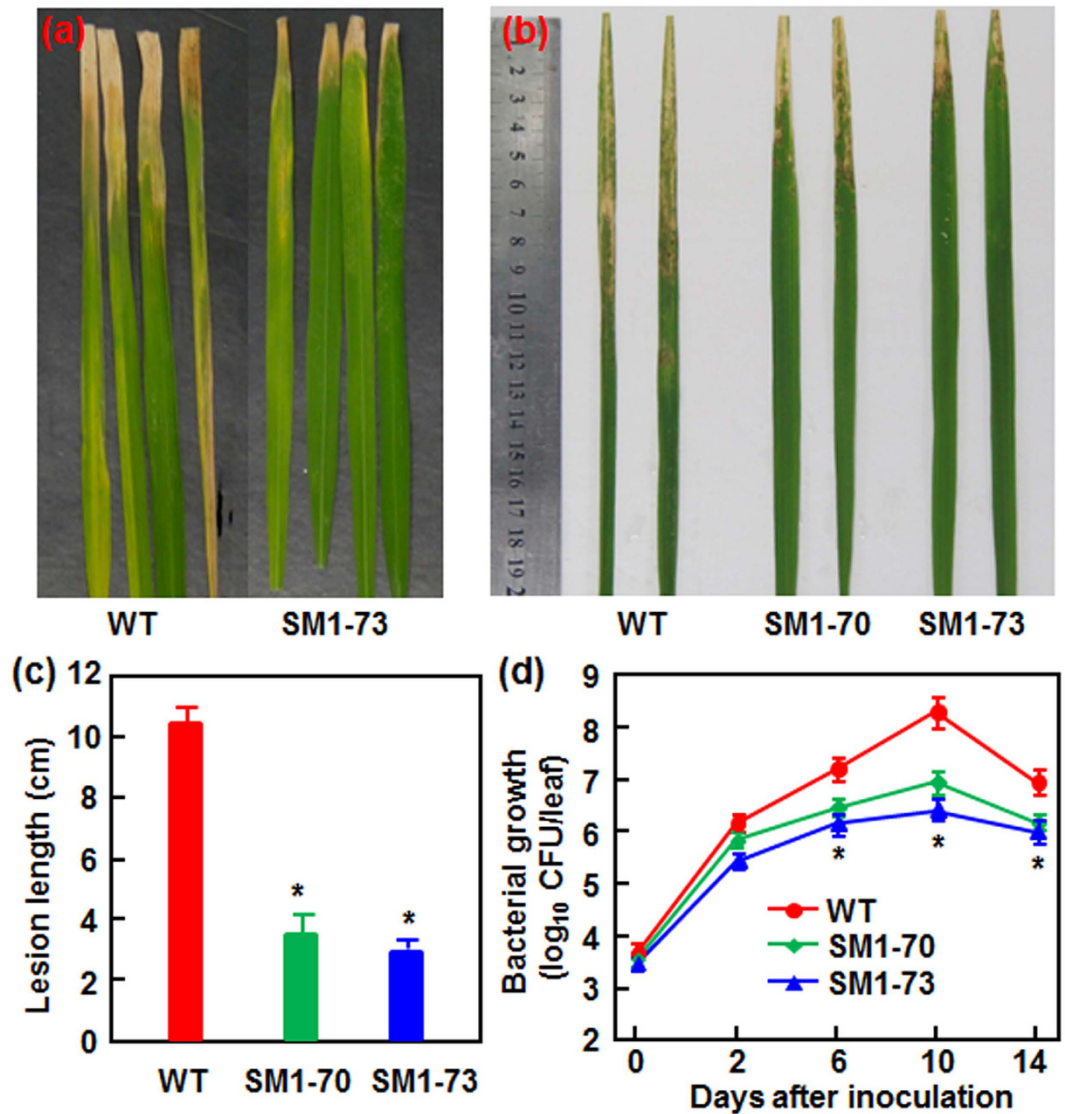 (a)
(b)
1
2
3
4
5
6
7
8
9
10
11
12
13
14
15
16
17
18
19
2
WT
SM1-73
WT
SM1-70
SM1-73
(c)
12
10
8
6
4
2
0
Lesion length (cm)
*
*
WT
SM1-70
SM1-73
(d)
9
8
7
6
5
4
3
2
Bacterial growth
(log₁₀ CFU/leaf)
*
*
*
WT
SM1-70
SM1-73
0
2
6
10
14
Days after inoculation